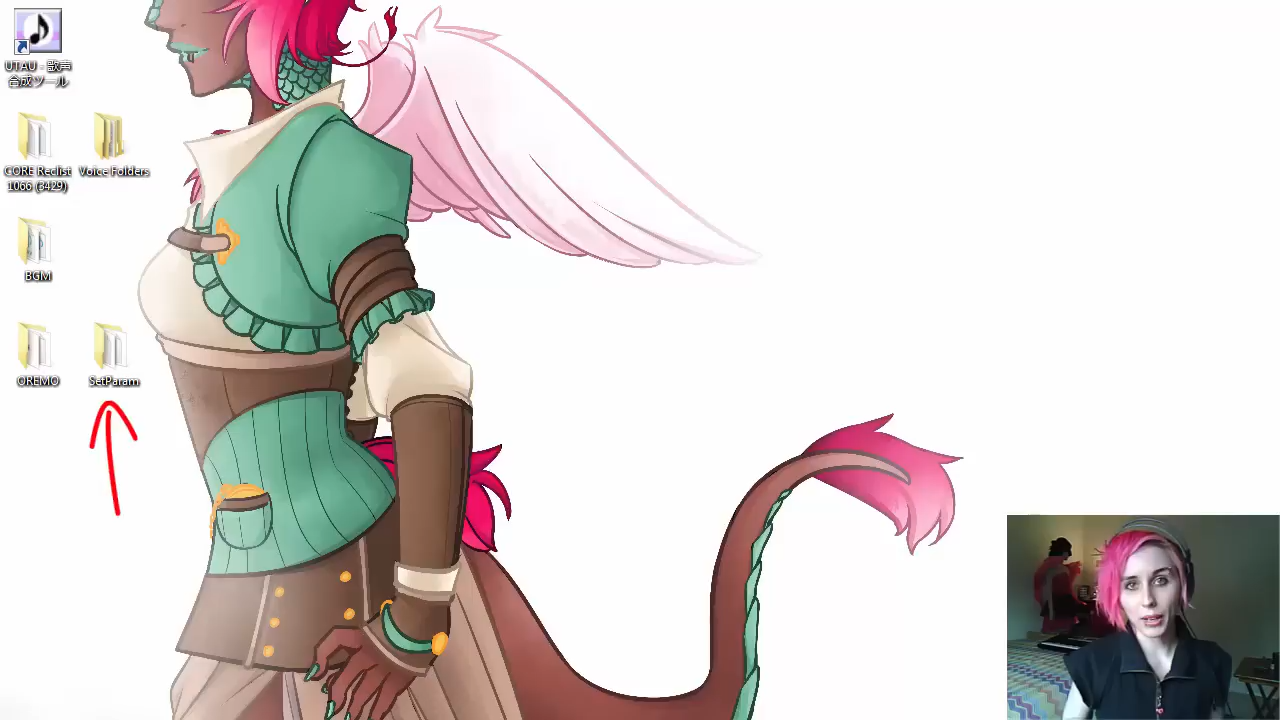 UTAU - 歌声
合成ツール
CORE Reclist
1066 (3429)
Voice Folders
BGM
OREMO
SetParam